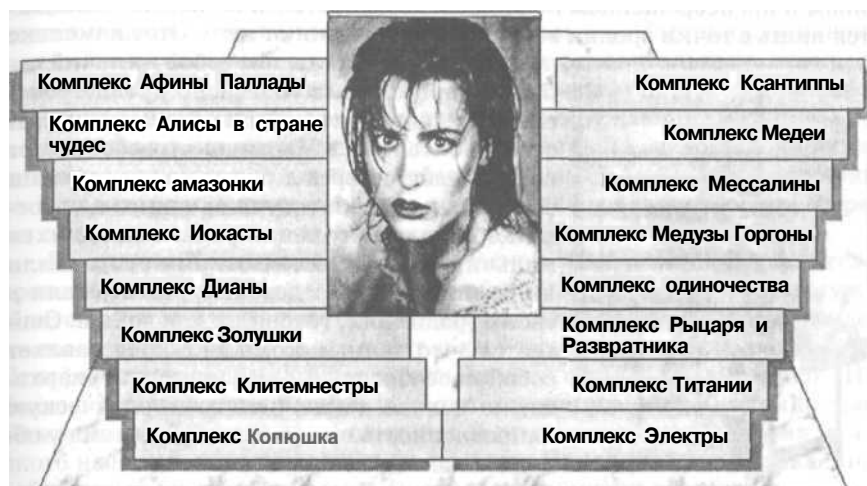 Комплекс Афины Паллады
Комплекс Алисы в стране
чудес
Комплекс амазонки
Комплекс Иокасты
Комплекс Дианы
Комплекс Золушки
Комплекс Клитемнестры
Комплекс Копюшка
Комплекс Ксантиппы
Комплекс Медеи
Комплекс Мессалины
Комплекс Медузы Горгоны
Комплекс одиночества
Комплекс Рыцаря и
Развратника
Комплекс Титании
Комплекс Электры